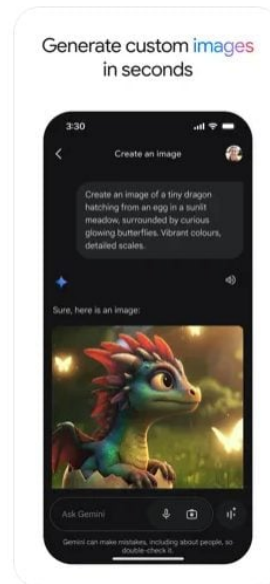 Generate custom images
in seconds
3:30
Create an image
Create an image of a tiny dragon
hatching from an egg in a sunlit
meadow, surrounded by curious
glowing butterflies. Vibrant colours,
detailed scales.
Sure, here is an image:
Ask Gemini
Gemini can make mistakes, including about people, so
double-check it.